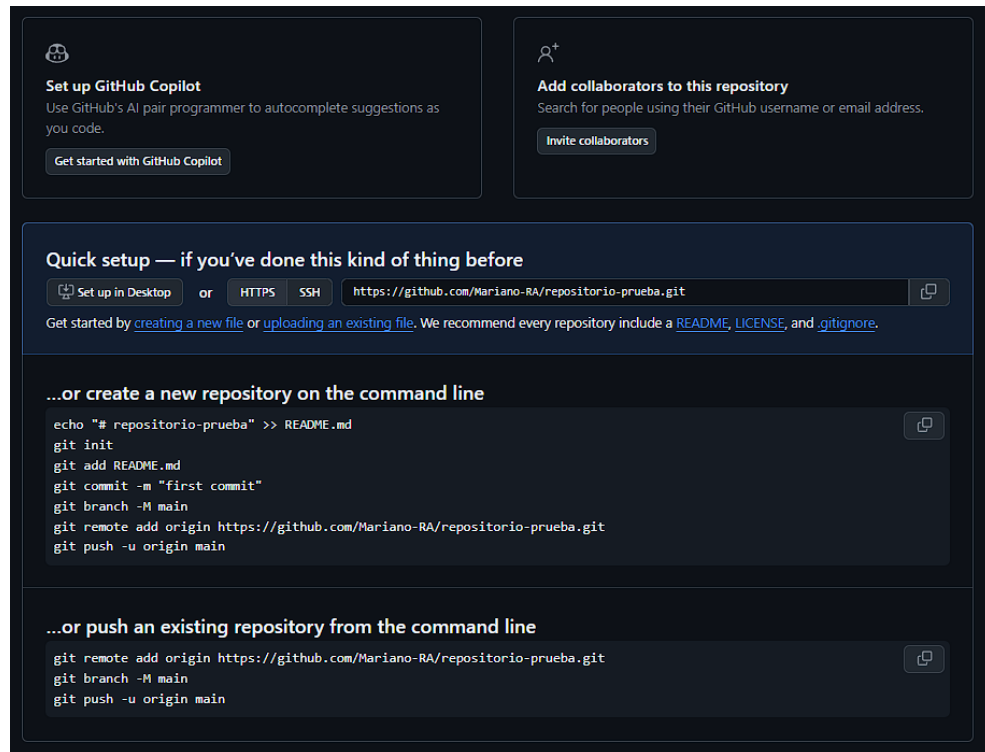 Set up GitHub Copilot
Use GitHub's AI pair programmer to autocomplete suggestions as
you code.
Get started with GitHub Copilot
Add collaborators to this repository
Search for people using their GitHub username or email address.
Invite collaborators
Quick setup — if you've done this kind of thing before
Set up in Desktop or HTTPS SSH https://github.com/Mariano-RA/repositorio-prueba.git
Get started by creating a new file or uploading an existing file. We recommend every repository include a README, LICENSE, and .gitignore.
...or create a new repository on the command line
echo "# repositorio-prueba" >> README.md
git init
git add README.md
git commit -m "first commit"
git branch -M main
git remote add origin https://github.com/Mariano-RA/repositorio-prueba.git
git push -u origin main
...or push an existing repository from the command line
git remote add origin https://github.com/Mariano-RA/repositorio-prueba.git
git branch -M main
git push -u origin main